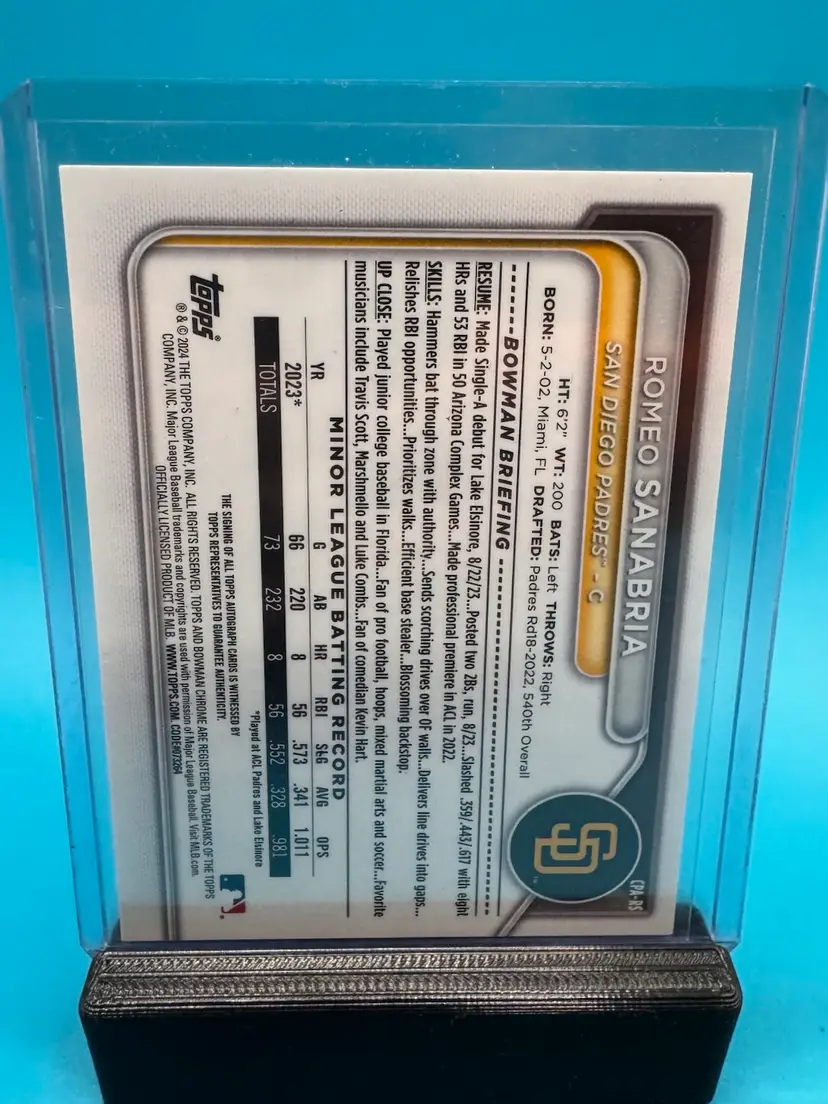 CPA-RS
ROMEO SANABRIA
SAN DIEGO PADRES™ - C
HT: 6'2" WT: 200 BATS: Left THROWS: Right
BORN: 5-2-02, Miami, FL DRAFTED: Padres Rd18-2022, 540th Overall
BOWMAN BRIEFING
RESUME: Made Single-A debut for Lake Elsinore, 8/22/23...Posted two 2Bs, run, 8/23...Slashed .359/.443/.617 with eight
HRs and 53 RBI in 50 Arizona Complex Games...Made professional premiere in ACL in 2022.
SKILLS: Hammers bat through zone with authority...Sends scorching drives over OF walls...Delivers line drives into gaps...
Relishes RBI opportunities...Prioritizes walks...Efficient base stealer...Blossoming backstop.
UP CLOSE: Played junior college baseball in Florida...Fan of pro football, hoops, mixed martial arts and soccer...Favorite
musicians include Travis Scott, Marshmello and Luke Combs...Fan of comedian Kevin Hart.
MINOR LEAGUE BATTING RECORD
YR G AB HR RBI SLG AVG OPS
2023* 66 220 8 56 .573 .341 1.011
TOTALS 73 232 8 56 .552 .328 .981
*Played at ACL Padres and Lake Elsinore
THE SIGNING OF ALL TOPPS AUTOGRAPH CARDS IS WITNESSED BY
TOPPS REPRESENTATIVES TO GUARANTEE AUTHENTICITY.
topps®
® & © 2024 THE TOPPS COMPANY, INC. ALL RIGHTS RESERVED. TOPPS AND BOWMAN CHROME ARE REGISTERED TRADEMARKS OF THE TOPPS
COMPANY, INC. Major League Baseball trademarks and copyrights are used with permission of Major League Baseball. Visit MLB.com.
OFFICIALLY LICENSED PRODUCT OF MLB. WWW.TOPPS.COM. CODE#073264